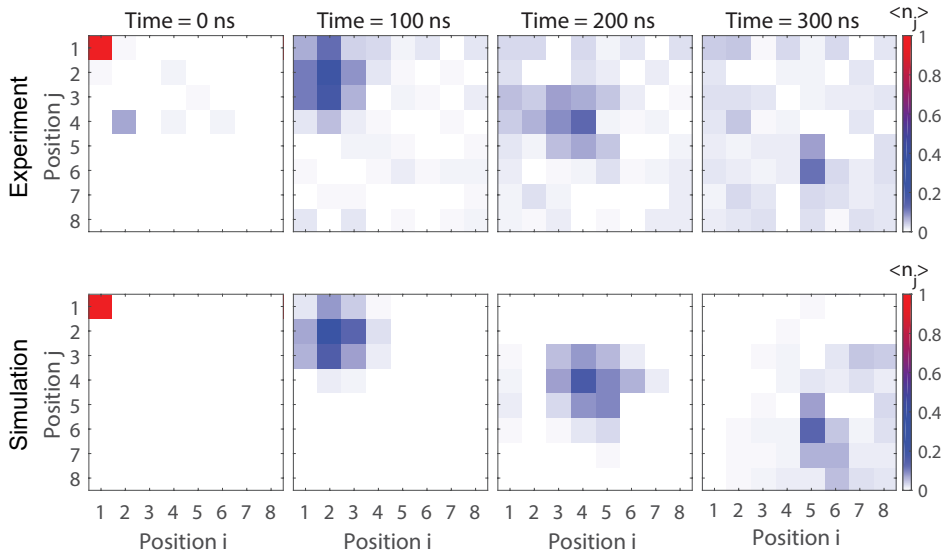 Time = 0 ns
Time = 100 ns
Time = 200 ns
Time = 300 ns
<n_j>
Experiment
Position j
1
2
3
4
5
6
7
8
1
0.8
0.6
0.4
0.2
0
<n_j>
Simulation
Position j
1
2
3
4
5
6
7
8
1
0.8
0.6
0.4
0.2
0
1 2 3 4 5 6 7 8
1 2 3 4 5 6 7 8
1 2 3 4 5 6 7 8
1 2 3 4 5 6 7 8
Position i
Position i
Position i
Position i